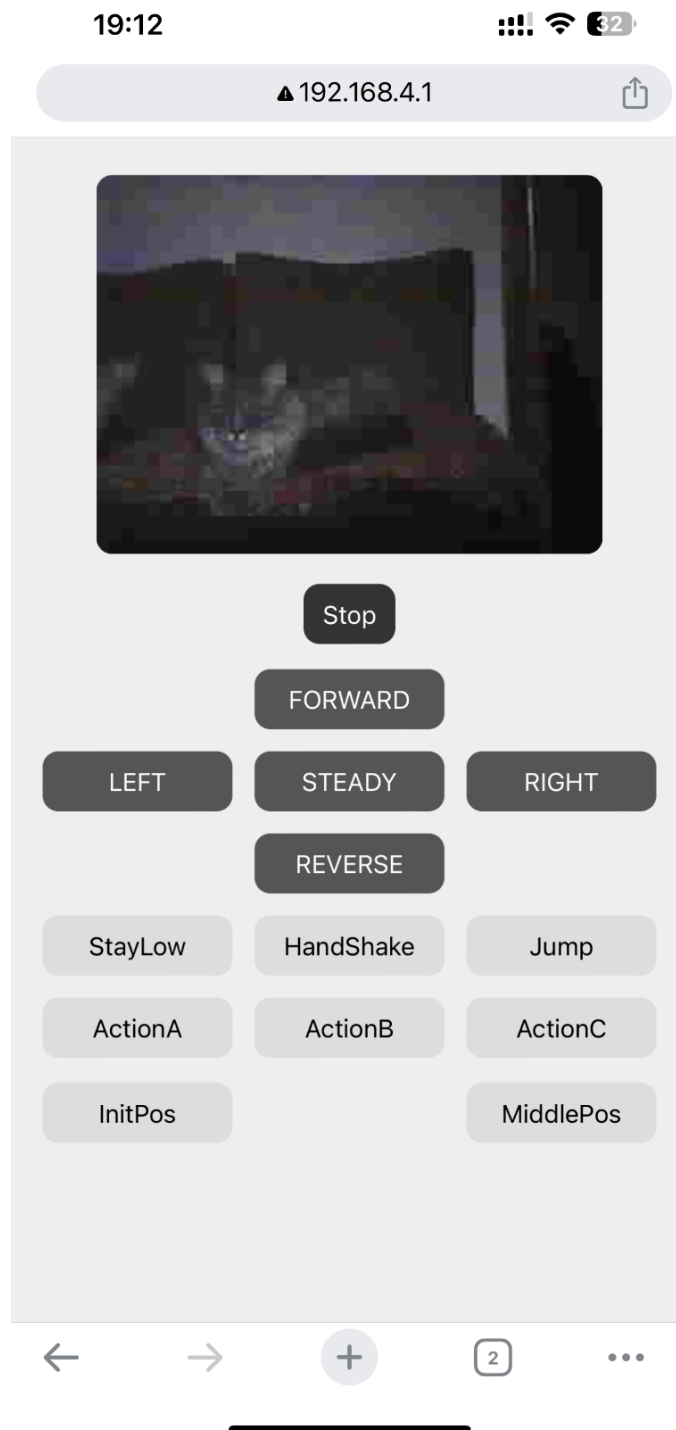 19:12 32
192.168.4.1
Stop
FORWARD
LEFT STEADY RIGHT
REVERSE
StayLow HandShake Jump
ActionA ActionB ActionC
InitPos MiddlePos
2